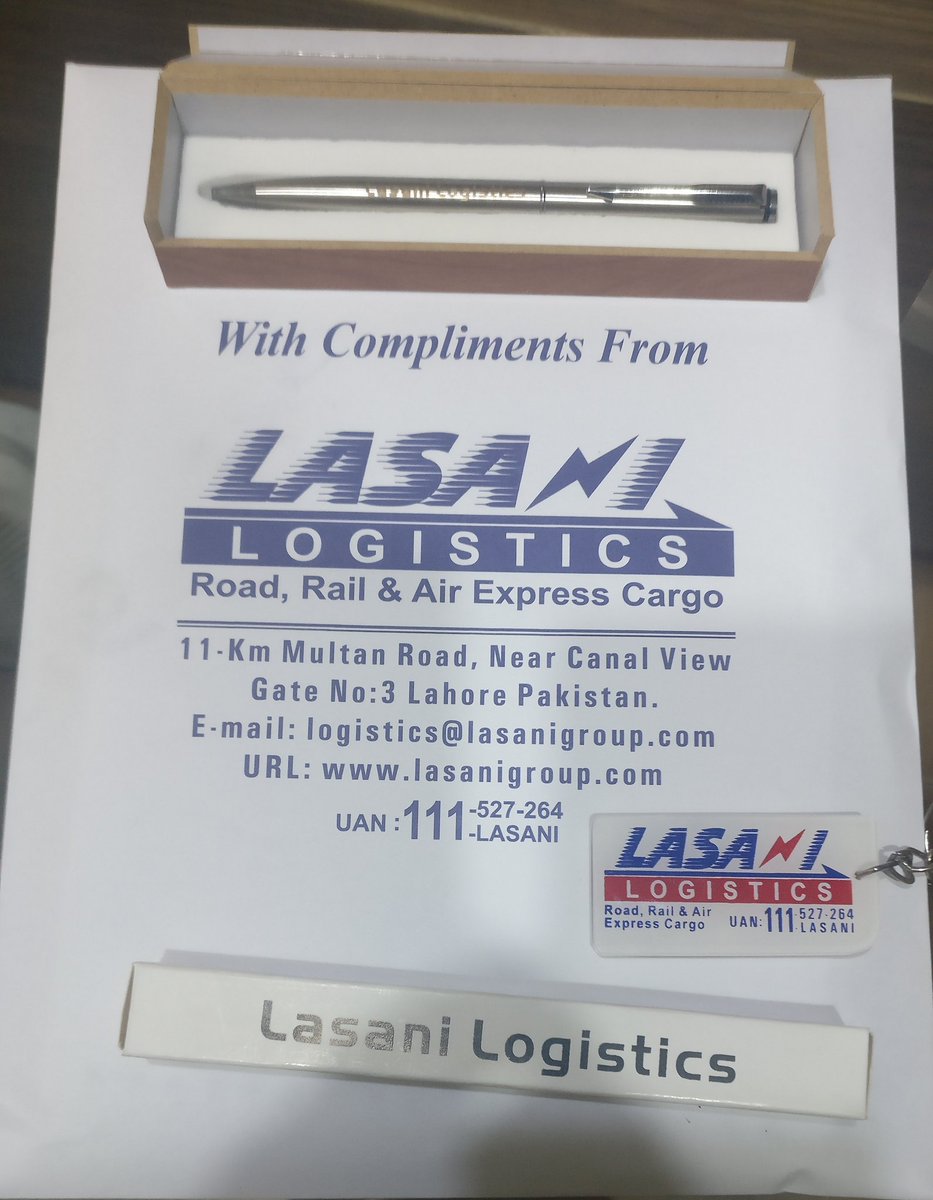 Logistics
With Compliments From
LASANI
LOGISTICS
Road, Rail & Air Express Cargo
11-Km Multan Road, Near Canal View
Gate No:3 Lahore Pakistan.
E-mail: logistics@lasanigroup.com
URL: www.lasanigroup.com
UAN :111-527-264
-LASANI
LASANI
LOGISTICS
Road, Rail & Air
Express Cargo
UAN:111-527-264
-LASANI
Lasani Logistics